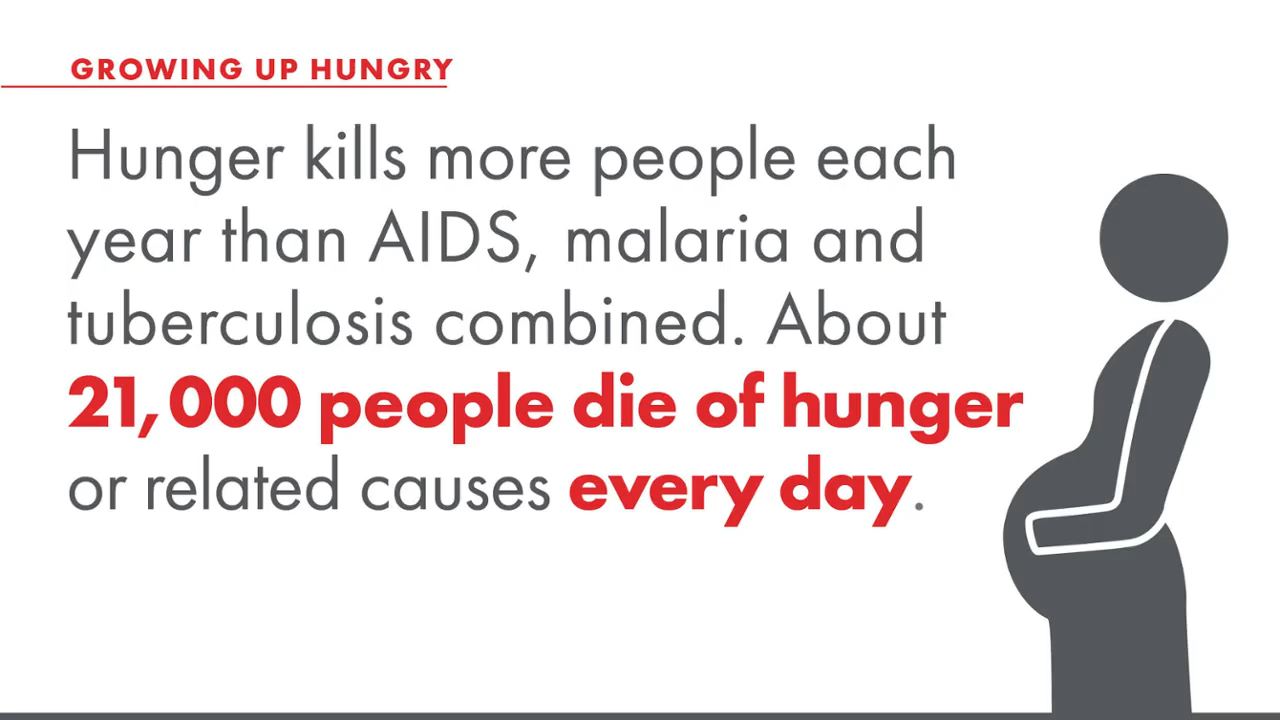 GROWING UP HUNGRY
Hunger kills more people each
year than AIDS, malaria and
tuberculosis combined. About
21,000 people die of hunger
or related causes every day.